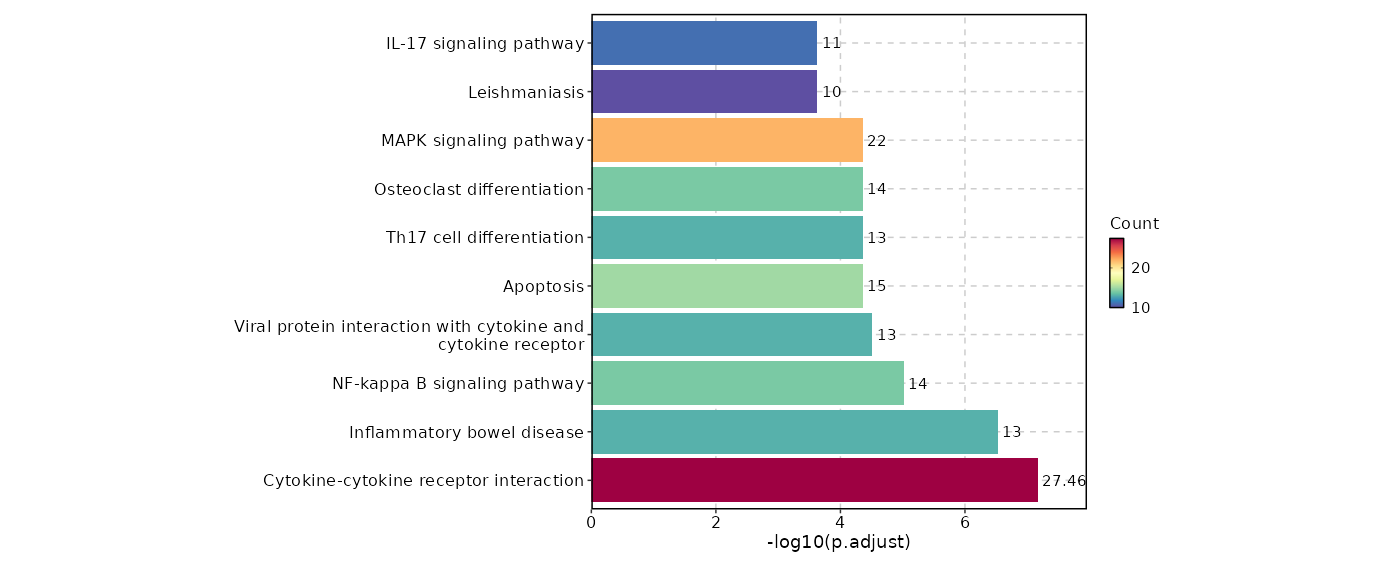 IL-17 signaling pathway
11
Leishmaniasis
10
MAPK signaling pathway
22
Osteoclast differentiation
14
Th17 cell differentiation
13
Apoptosis
15
Viral protein interaction with cytokine and
cytokine receptor
13
NF-kappa B signaling pathway
14
Inflammatory bowel disease
13
Cytokine-cytokine receptor interaction
27.46
0 2 4 6
-log10(p.adjust)
Count
20
10